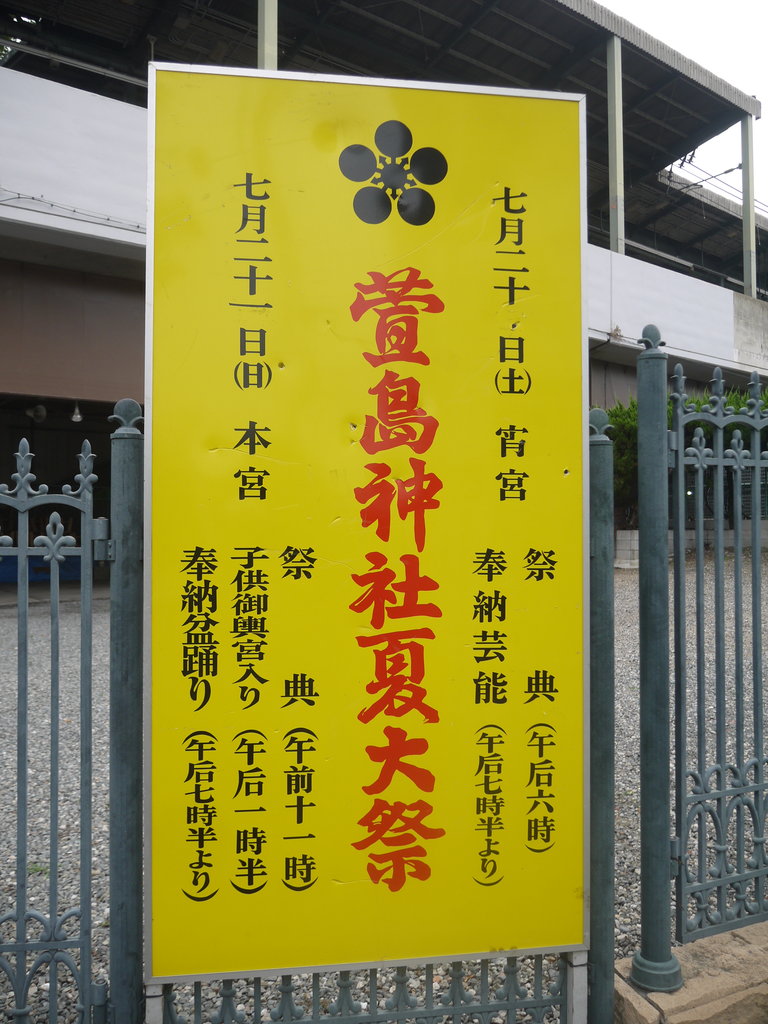 七月二十日(土) 宵宮
祭典(午后六時)
奉納芸能(午后七時半より)
萱島神社夏大祭
七月二十一日(日) 本宮
祭典(午前十一時)
子供御輿宮入り(午后一時半)
奉納盆踊り(午后七時半より)